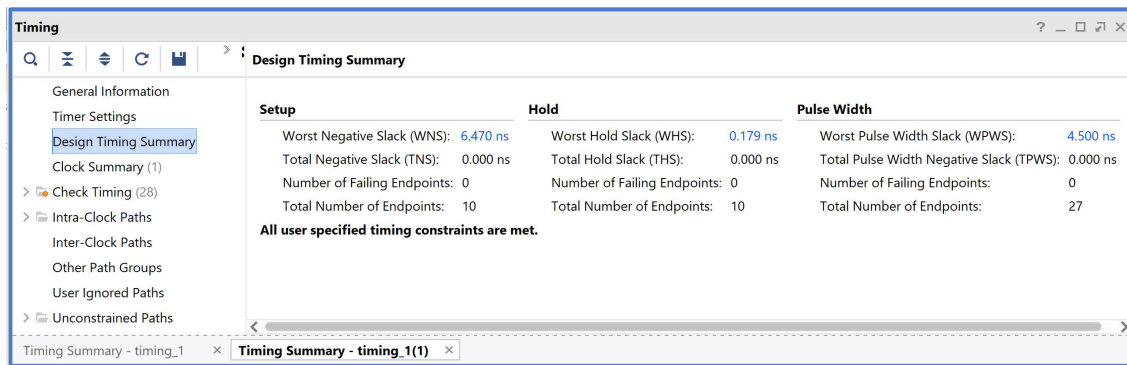 Timing
Design Timing Summary
General Information
Timer Settings
Design Timing Summary
Clock Summary (1)
Check Timing (28)
Intra-Clock Paths
Inter-Clock Paths
Other Path Groups
User Ignored Paths
Unconstrained Paths
Setup Hold Pulse Width
Worst Negative Slack (WNS): 6.470 ns Worst Hold Slack (WHS): 0.179 ns Worst Pulse Width Slack (WPWS): 4.500 ns
Total Negative Slack (TNS): 0.000 ns Total Hold Slack (THS): 0.000 ns Total Pulse Width Negative Slack (TPWS): 0.000 ns
Number of Failing Endpoints: 0 Number of Failing Endpoints: 0 Number of Failing Endpoints: 0
Total Number of Endpoints: 10 Total Number of Endpoints: 10 Total Number of Endpoints: 27
All user specified timing constraints are met.
Timing Summary - timing_1 Timing Summary - timing_1(1)